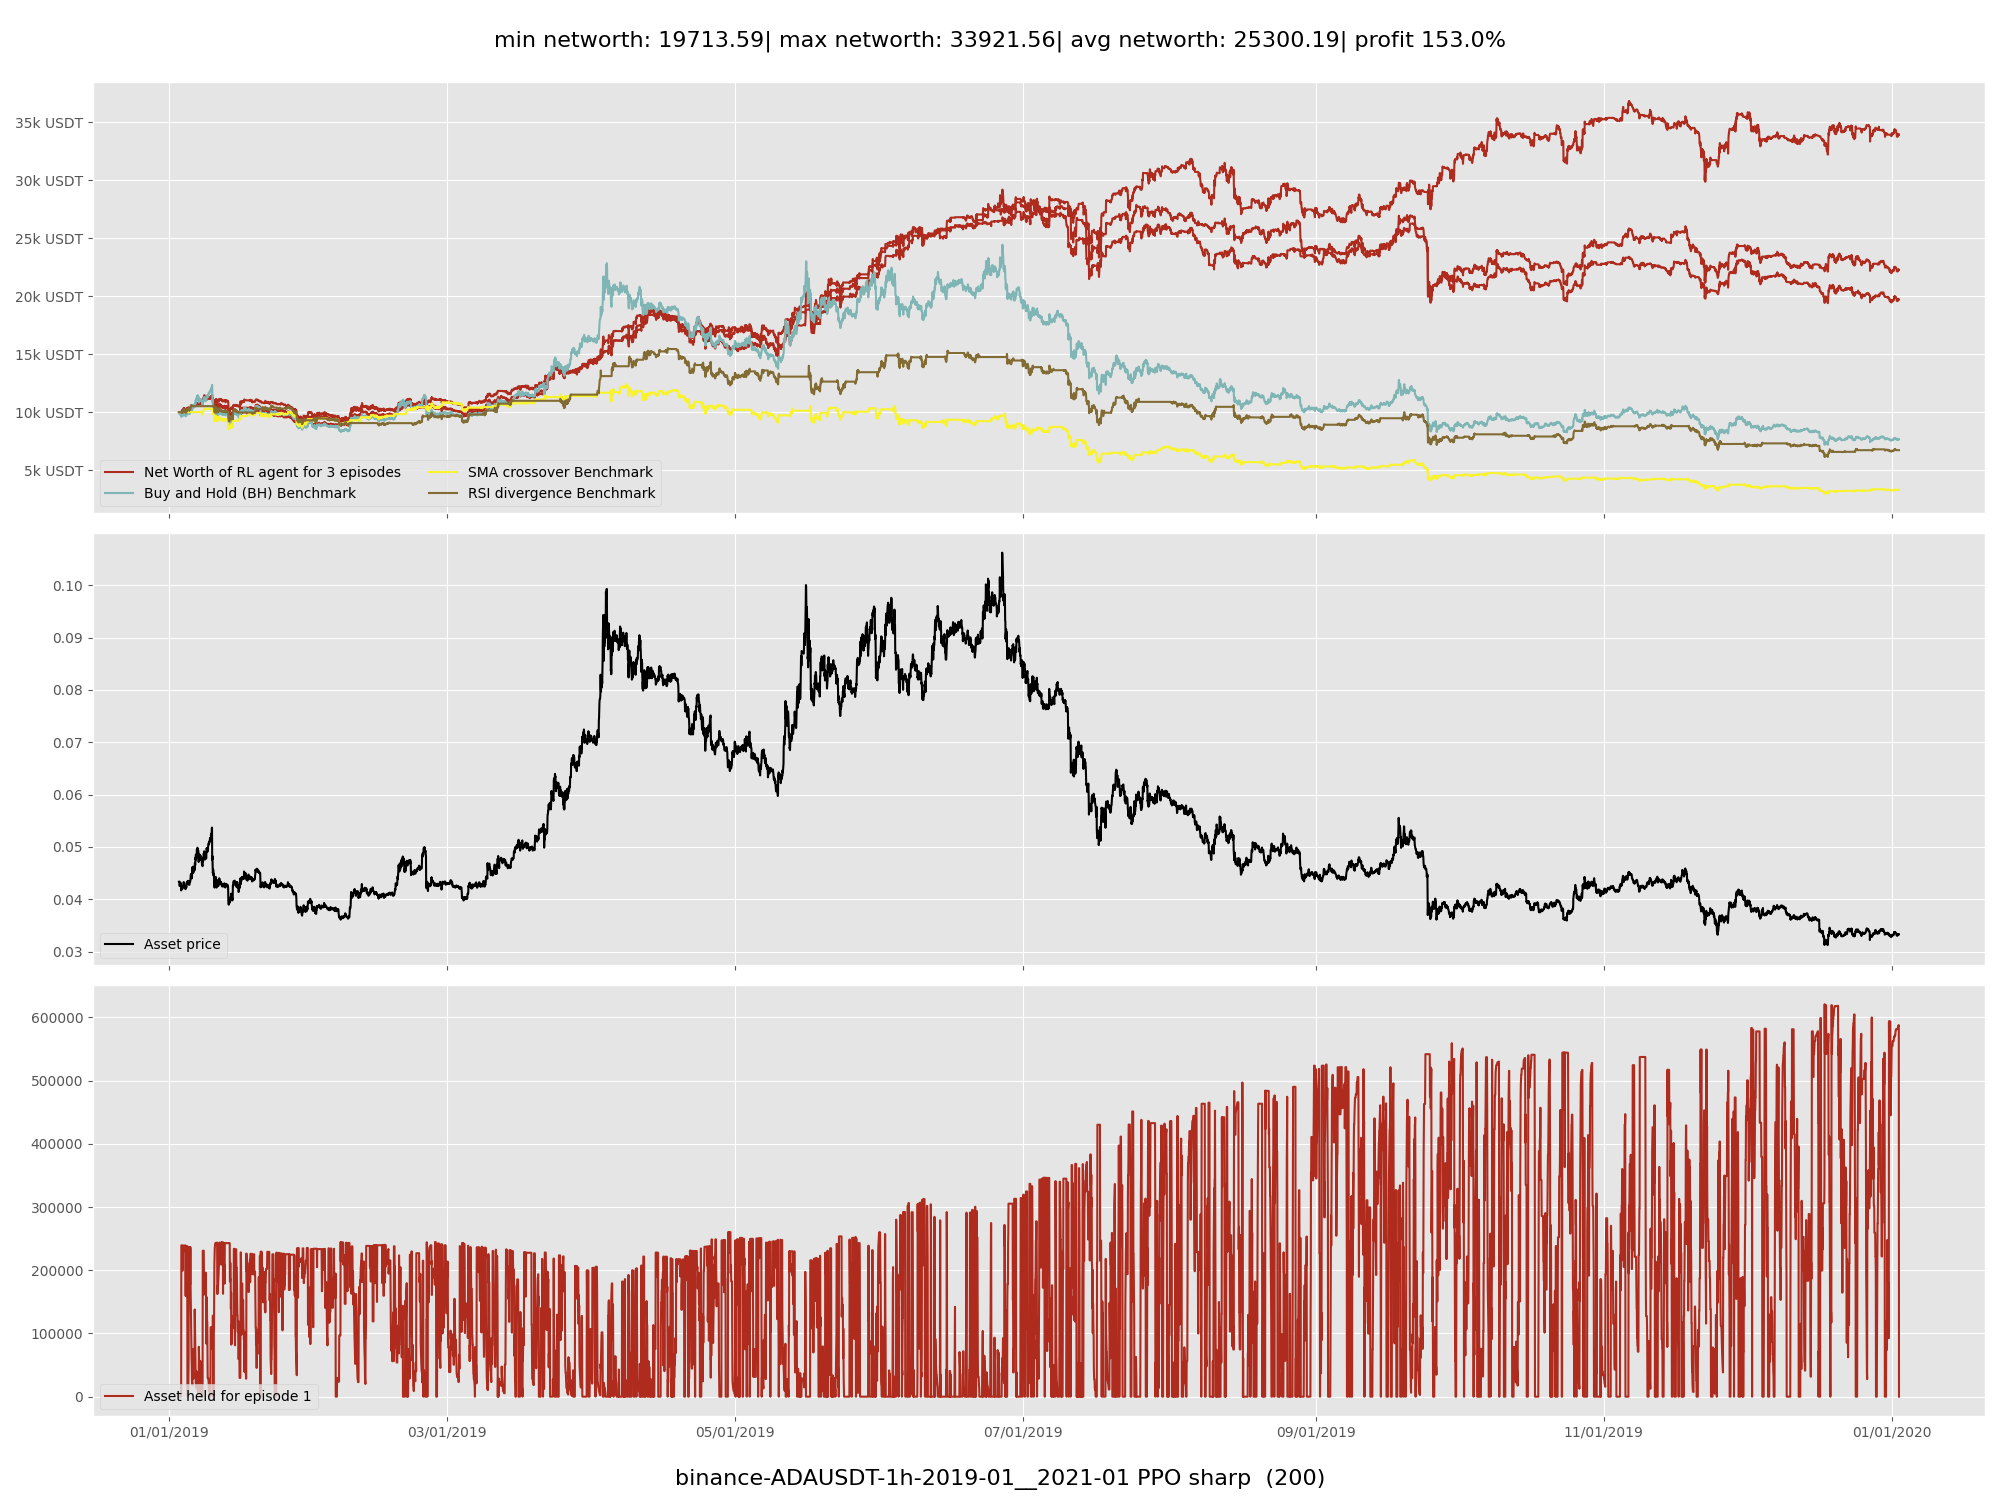 min networth: 19713.59| max networth: 33921.56| avg networth: 25300.19| profit 153.0%
35k USDT
30k USDT
25k USDT
20k USDT
15k USDT
10k USDT
5k USDT
Net Worth of RL agent for 3 episodes
Buy and Hold (BH) Benchmark
SMA crossover Benchmark
RSI divergence Benchmark
0.10
0.09
0.08
0.07
0.06
0.05
0.04
0.03
Asset price
600000
500000
400000
300000
200000
100000
0
Asset held for episode 1
01/01/2019 03/01/2019 05/01/2019 07/01/2019 09/01/2019 11/01/2019 01/01/2020
binance-ADAUSDT-1h-2019-01__2021-01 PPO sharp (200)